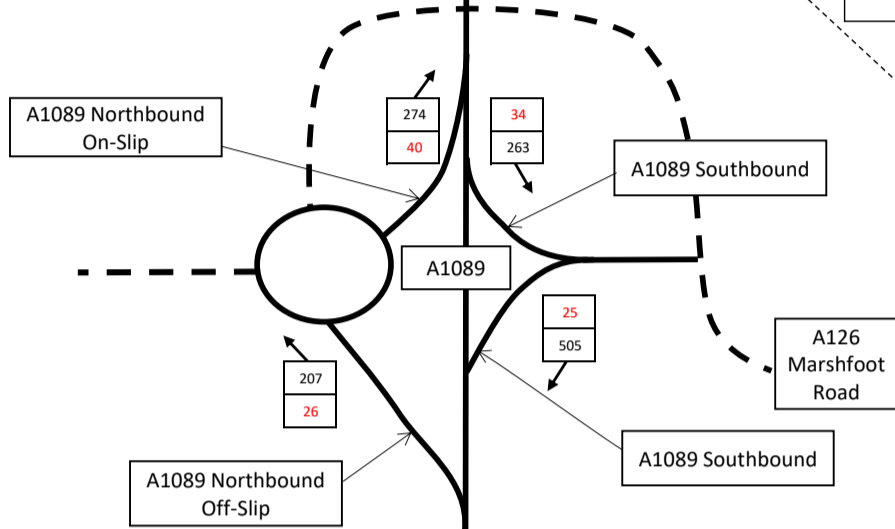 A1089 Northbound
On-Slip
274
40
34
263
A1089 Southbound
A1089
25
505
A126
Marshfoot
Road
207
26
A1089 Southbound
A1089 Northbound
Off-Slip